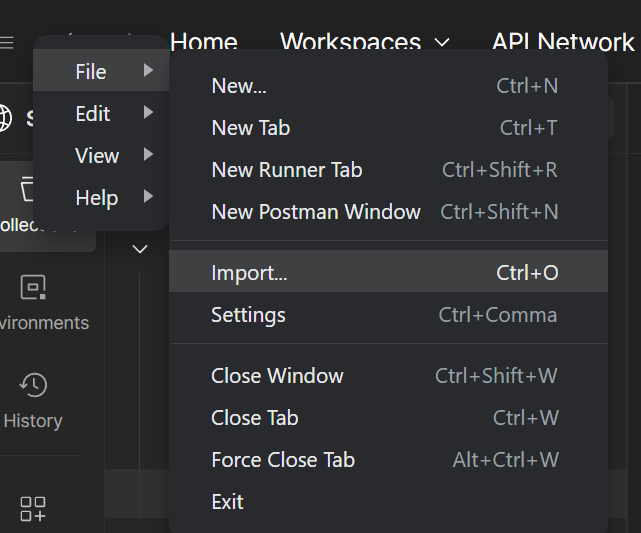 Home Workspaces API Network
File
Edit
View
Help
New... Ctrl+N
New Tab Ctrl+T
New Runner Tab Ctrl+Shift+R
New Postman Window Ctrl+Shift+N
Import... Ctrl+O
Settings Ctrl+Comma
Close Window Ctrl+Shift+W
Close Tab Ctrl+W
Force Close Tab Alt+Ctrl+W
Exit
vironments
History